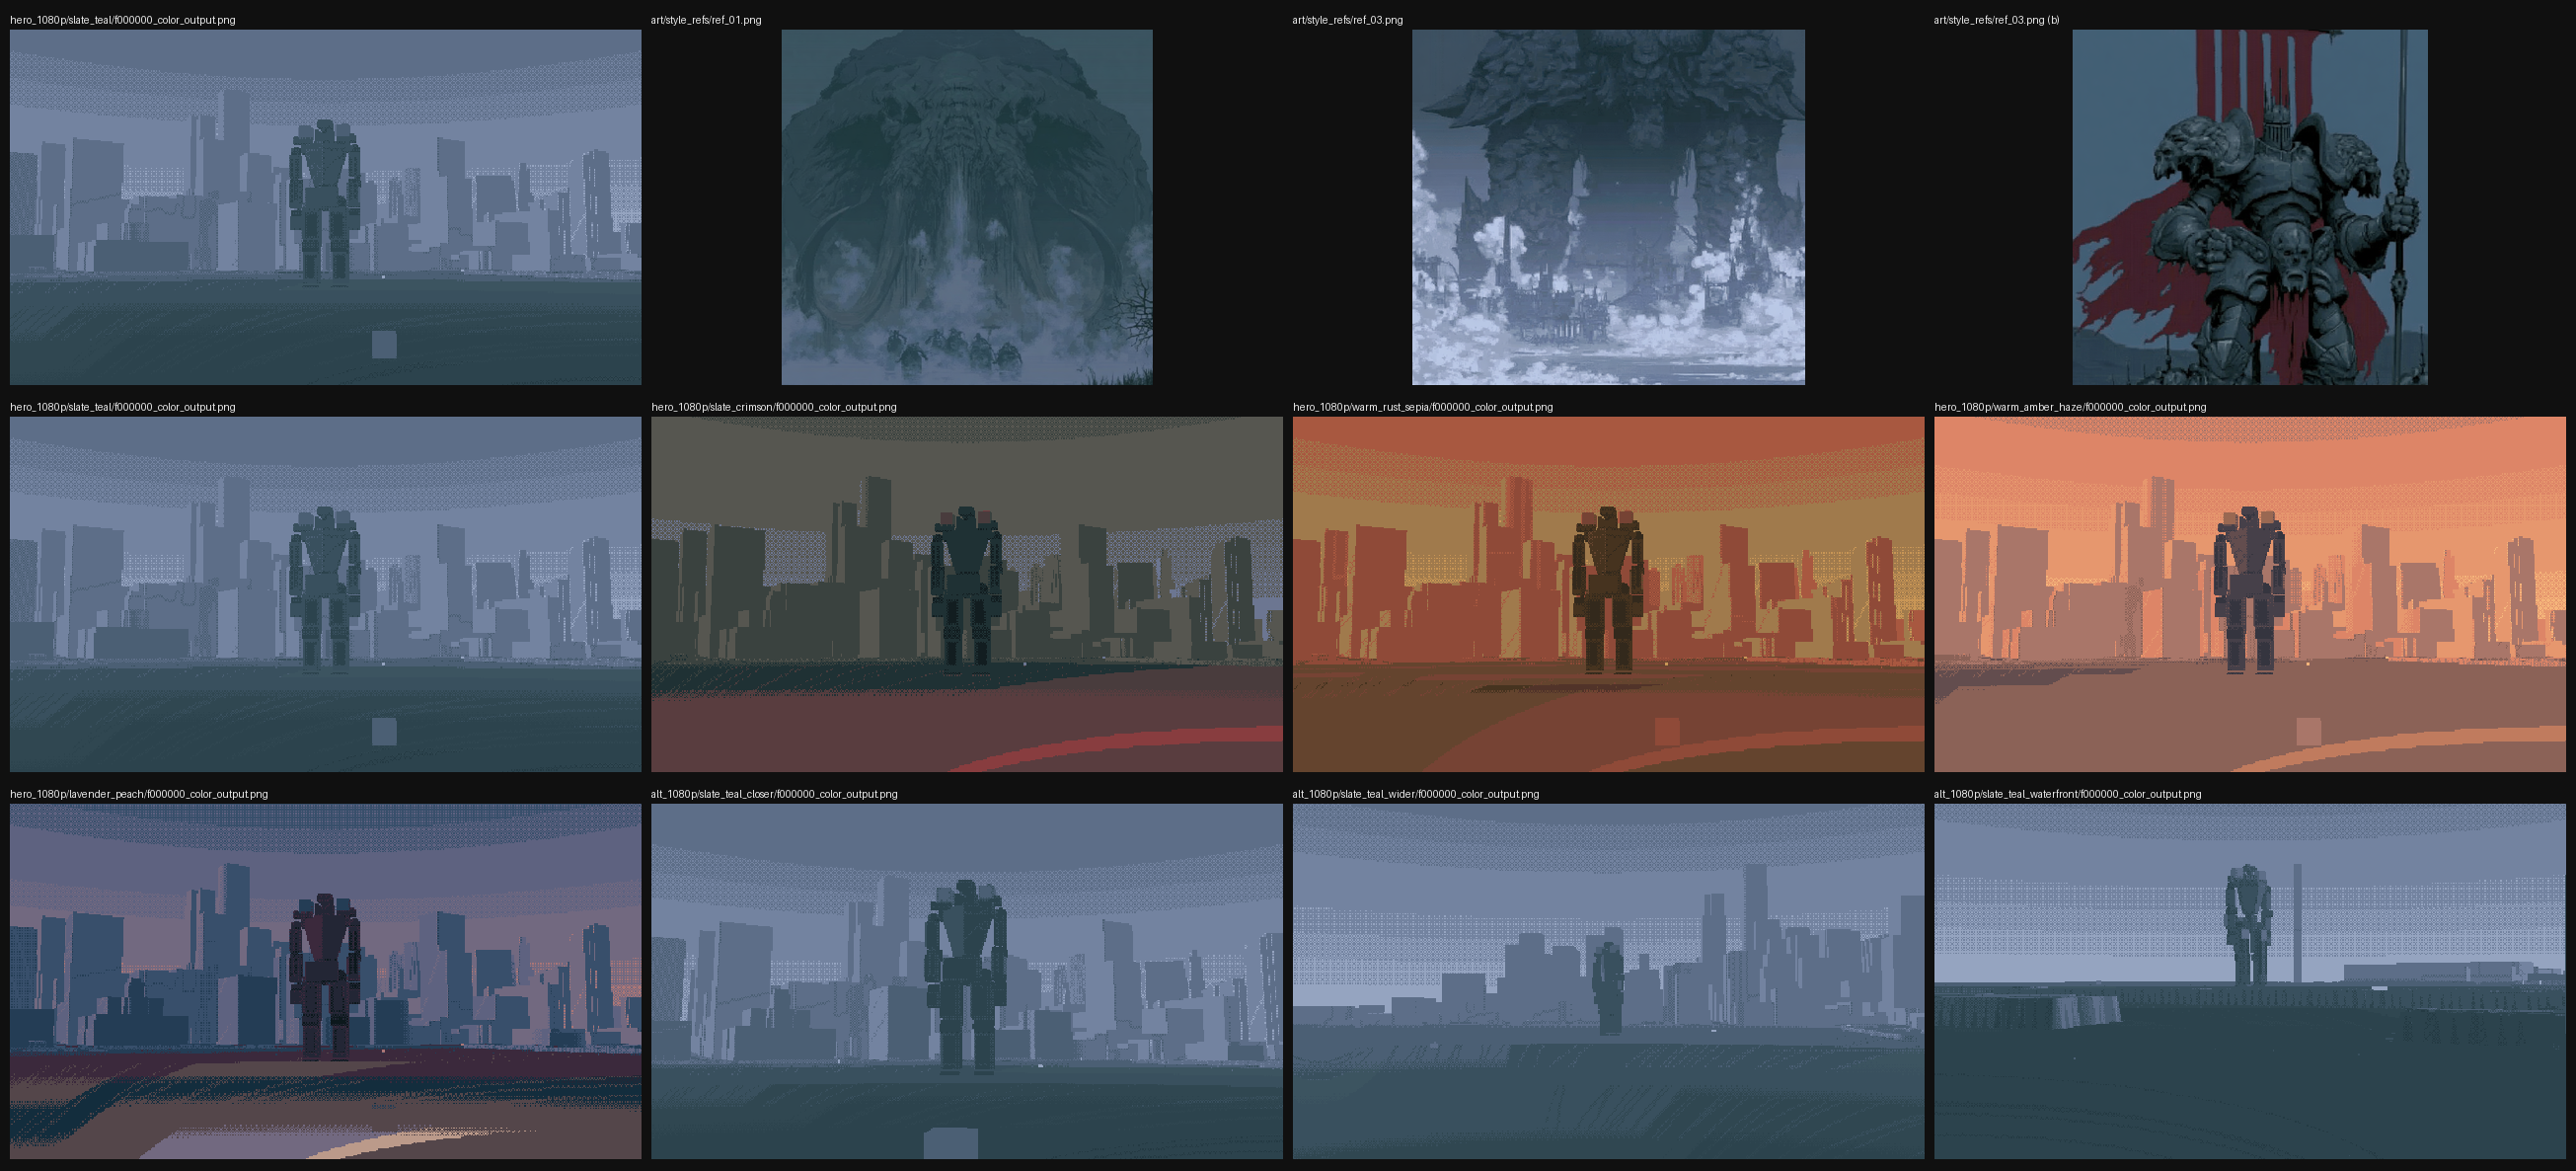 hero_1080p/slate_teal/f000000_color_output.png
art/style_refs/ref_01.png
art/style_refs/ref_03.png
art/style_refs/ref_03.png (b)
hero_1080p/slate_teal/f000000_color_output.png
hero_1080p/slate_crimson/f000000_color_output.png
hero_1080p/warm_rust_sepia/f000000_color_output.png
hero_1080p/warm_amber_haze/f000000_color_output.png
hero_1080p/lavender_peach/f000000_color_output.png
alt_1080p/slate_teal_closer/f000000_color_output.png
alt_1080p/slate_teal_wider/f000000_color_output.png
alt_1080p/slate_teal_waterfront/f000000_color_output.png